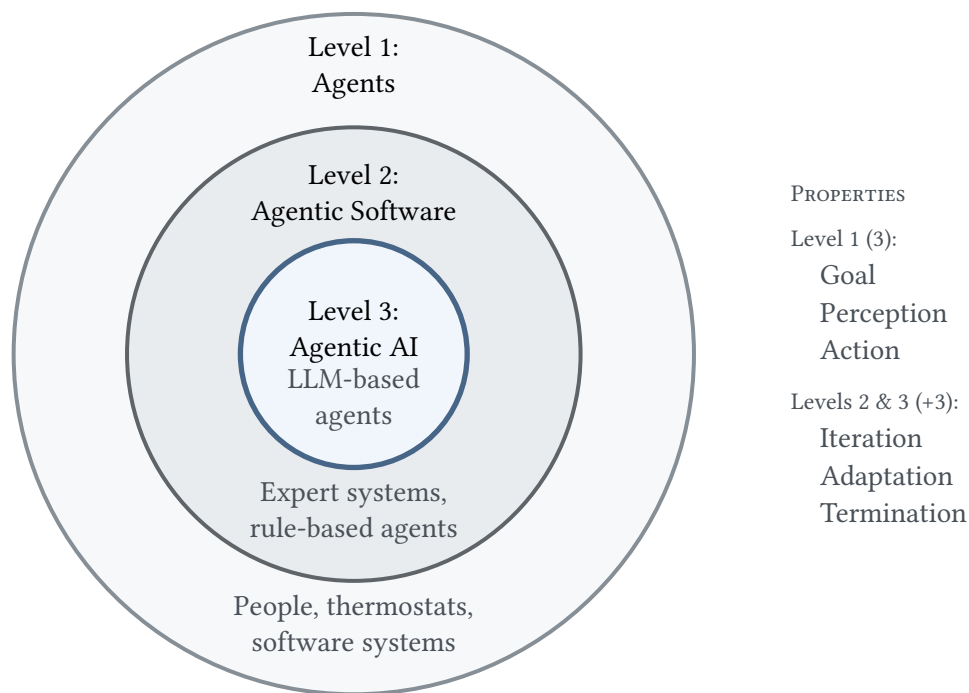 Level 1:
Agents
Level 2:
Agentic Software
Level 3:
Agentic AI
LLM-based
agents
Expert systems,
rule-based agents
People, thermostats,
software systems
Properties
Level 1 (3):
Goal
Perception
Action
Levels 2 & 3 (+3):
Iteration
Adaptation
Termination